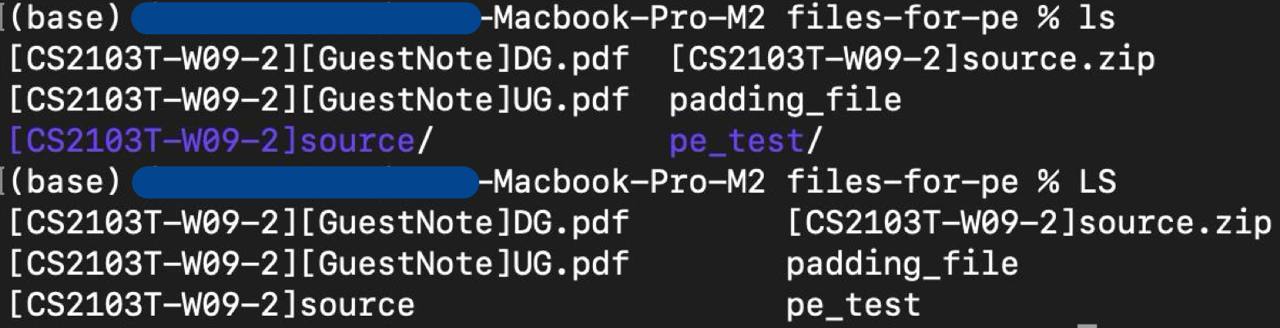 (base) -Macbook-Pro-M2 files-for-pe % ls
[CS2103T-W09-2][GuestNote]DG.pdf [CS2103T-W09-2]source.zip
[CS2103T-W09-2][GuestNote]UG.pdf padding_file
[CS2103T-W09-2]source/ pe_test/
(base) -Macbook-Pro-M2 files-for-pe % LS
[CS2103T-W09-2][GuestNote]DG.pdf [CS2103T-W09-2]source.zip
[CS2103T-W09-2][GuestNote]UG.pdf padding_file
[CS2103T-W09-2]source pe_test